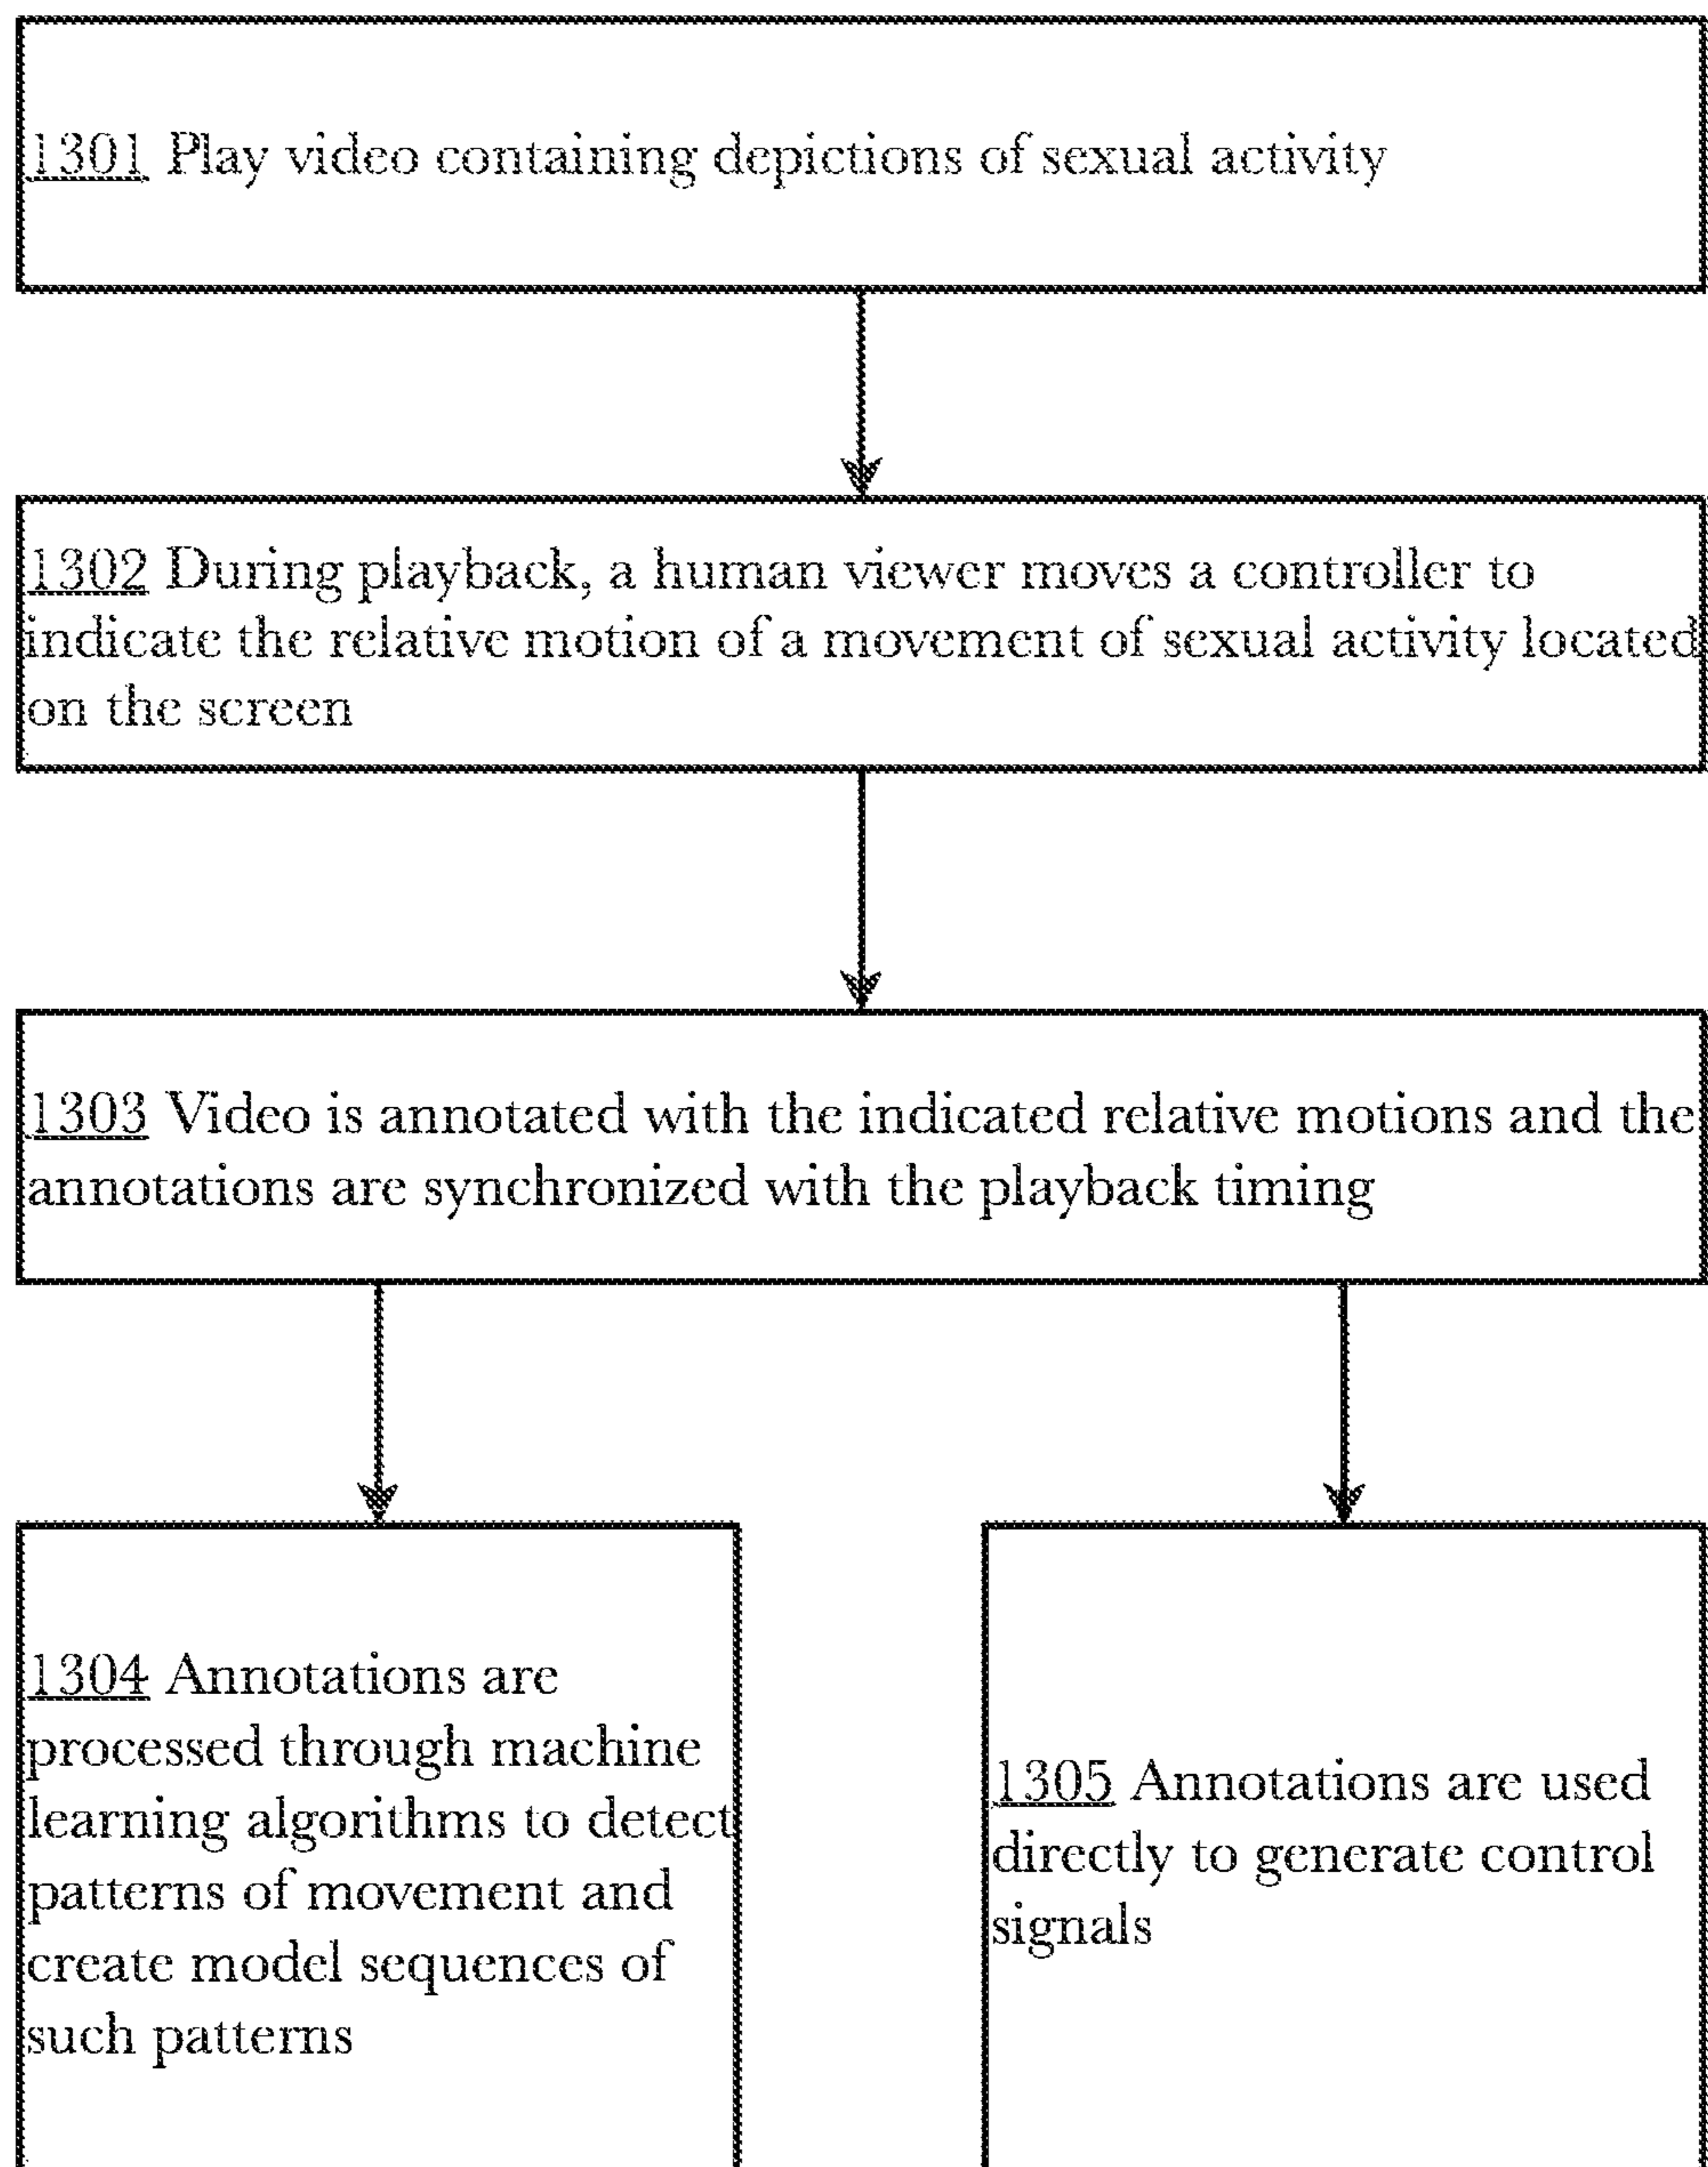 1301 Play video containing depictions of sexual activity
1302 During playback, a human viewer moves a controller to
indicate the relative motion of a movement of sexual activity located
on the screen
1303 Video is annotated with the indicated relative motions and the
annotations are synchronized with the playback timing
1304 Annotations are
processed through machine
learning algorithms to detect
patterns of movement and
create model sequences of
such patterns
1305 Annotations are used
directly to generate control
signals